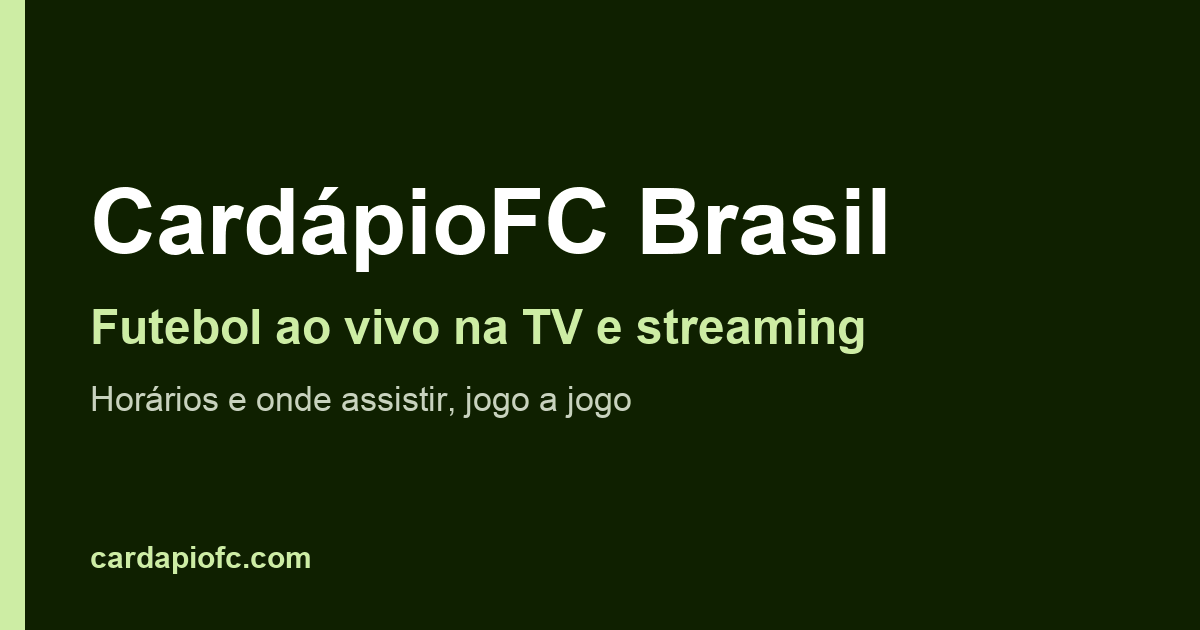 CardápioFC Brasil
Futebol ao vivo na TV e streaming
Horários e onde assistir, jogo a jogo
cardapiofc.com